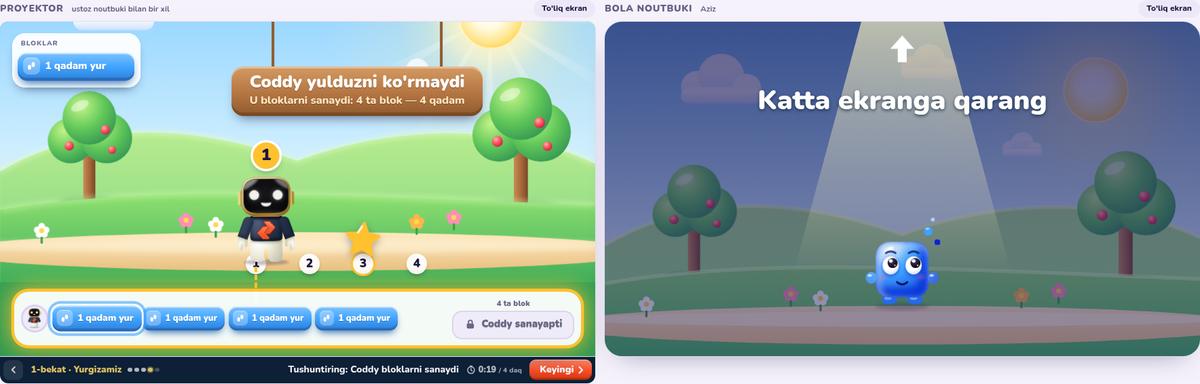 PROYEKTOR ustoz noutbuki bilan bir xil To'liq ekran
BLOKLAR
1 qadam yur
Coddy yulduzni ko'rmaydi
U bloklarni sanaydi: 4 ta blok — 4 qadam
1
1 2 3 4
4 ta blok
1 qadam yur 1 qadam yur 1 qadam yur 1 qadam yur Coddy sanayapti
1-bekat · Yurgizamiz Tushuntiring: Coddy bloklarni sanaydi 0:19 / 4 daq Keyingi
BOLA NOUTBUKI Aziz To'liq ekran
Katta ekranga qarang